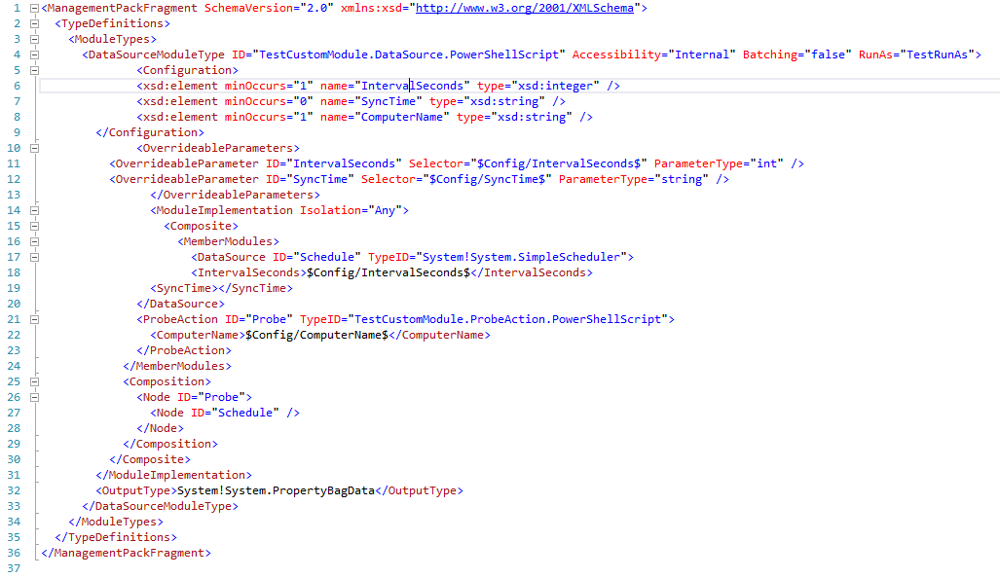 1 <ManagementPackFragment SchemaVersion="2.0" xmlns:xsd="http://www.w3.org/2001/XMLSchema">
2 <TypeDefinitions>
3 <ModuleTypes>
4 <DataSourceModuleType ID="TestCustomModule.DataSource.PowerShellScript" Accessibility="Internal" Batching="false" RunAs="TestRunAs">
5 <Configuration>
6 <xsd:element minOccurs="1" name="IntervalSeconds" type="xsd:integer" />
7 <xsd:element minOccurs="0" name="SyncTime" type="xsd:string" />
8 <xsd:element minOccurs="1" name="ComputerName" type="xsd:string" />
9 </Configuration>
10 <OverrideableParameters>
11 <OverrideableParameter ID="IntervalSeconds" Selector="$Config/IntervalSeconds$" ParameterType="int" />
12 <OverrideableParameter ID="SyncTime" Selector="$Config/SyncTime$" ParameterType="string" />
13 </OverrideableParameters>
14 <ModuleImplementation Isolation="Any">
15 <Composite>
16 <MemberModules>
17 <DataSource ID="Schedule" TypeID="System!System.SimpleScheduler">
18 <IntervalSeconds>$Config/IntervalSeconds$</IntervalSeconds>
19 <SyncTime></SyncTime>
20 </DataSource>
21 <ProbeAction ID="Probe" TypeID="TestCustomModule.ProbeAction.PowerShellScript">
22 <ComputerName>$Config/ComputerName$</ComputerName>
23 </ProbeAction>
24 </MemberModules>
25 <Composition>
26 <Node ID="Probe">
27 <Node ID="Schedule" />
28 </Node>
29 </Composition>
30 </Composite>
31 </ModuleImplementation>
32 <OutputType>System!System.PropertyBagData</OutputType>
33 </DataSourceModuleType>
34 </ModuleTypes>
35 </TypeDefinitions>
36 </ManagementPackFragment>
37